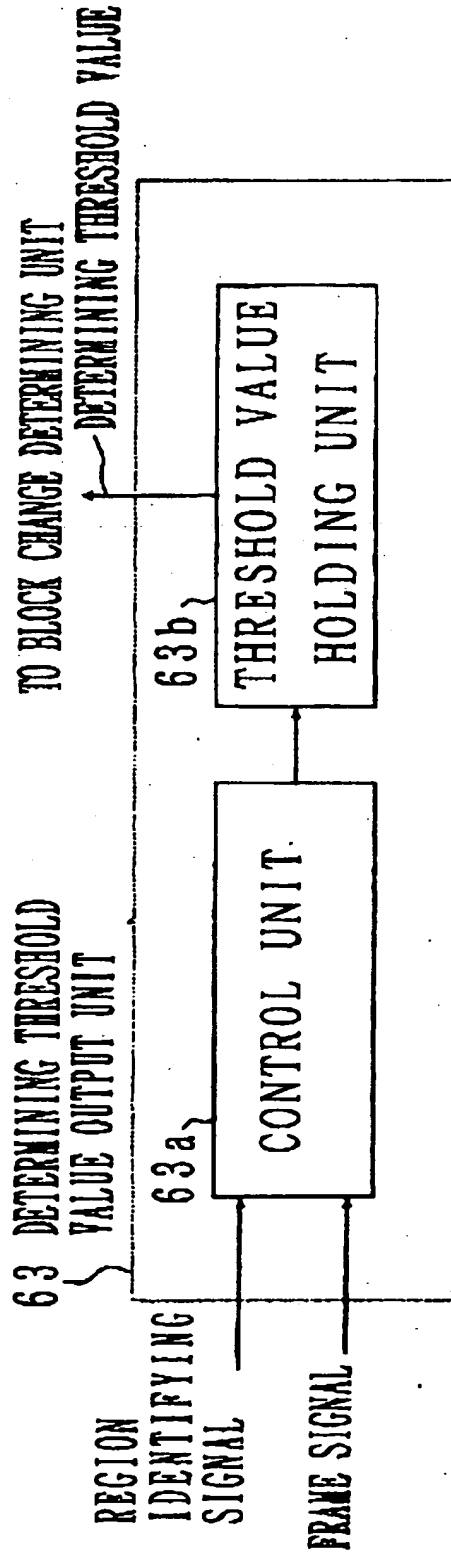 63 DETERMINING THRESHOLD
VALUE OUTPUT UNIT
TO BLOCK CHANGE DETERMINING UNIT
DETERMINING THRESHOLD VALUE
REGION
IDENTIFYING
SIGNAL
FRAME SIGNAL
63a
CONTROL UNIT
63b
THRESHOLD VALUE
HOLDING UNIT